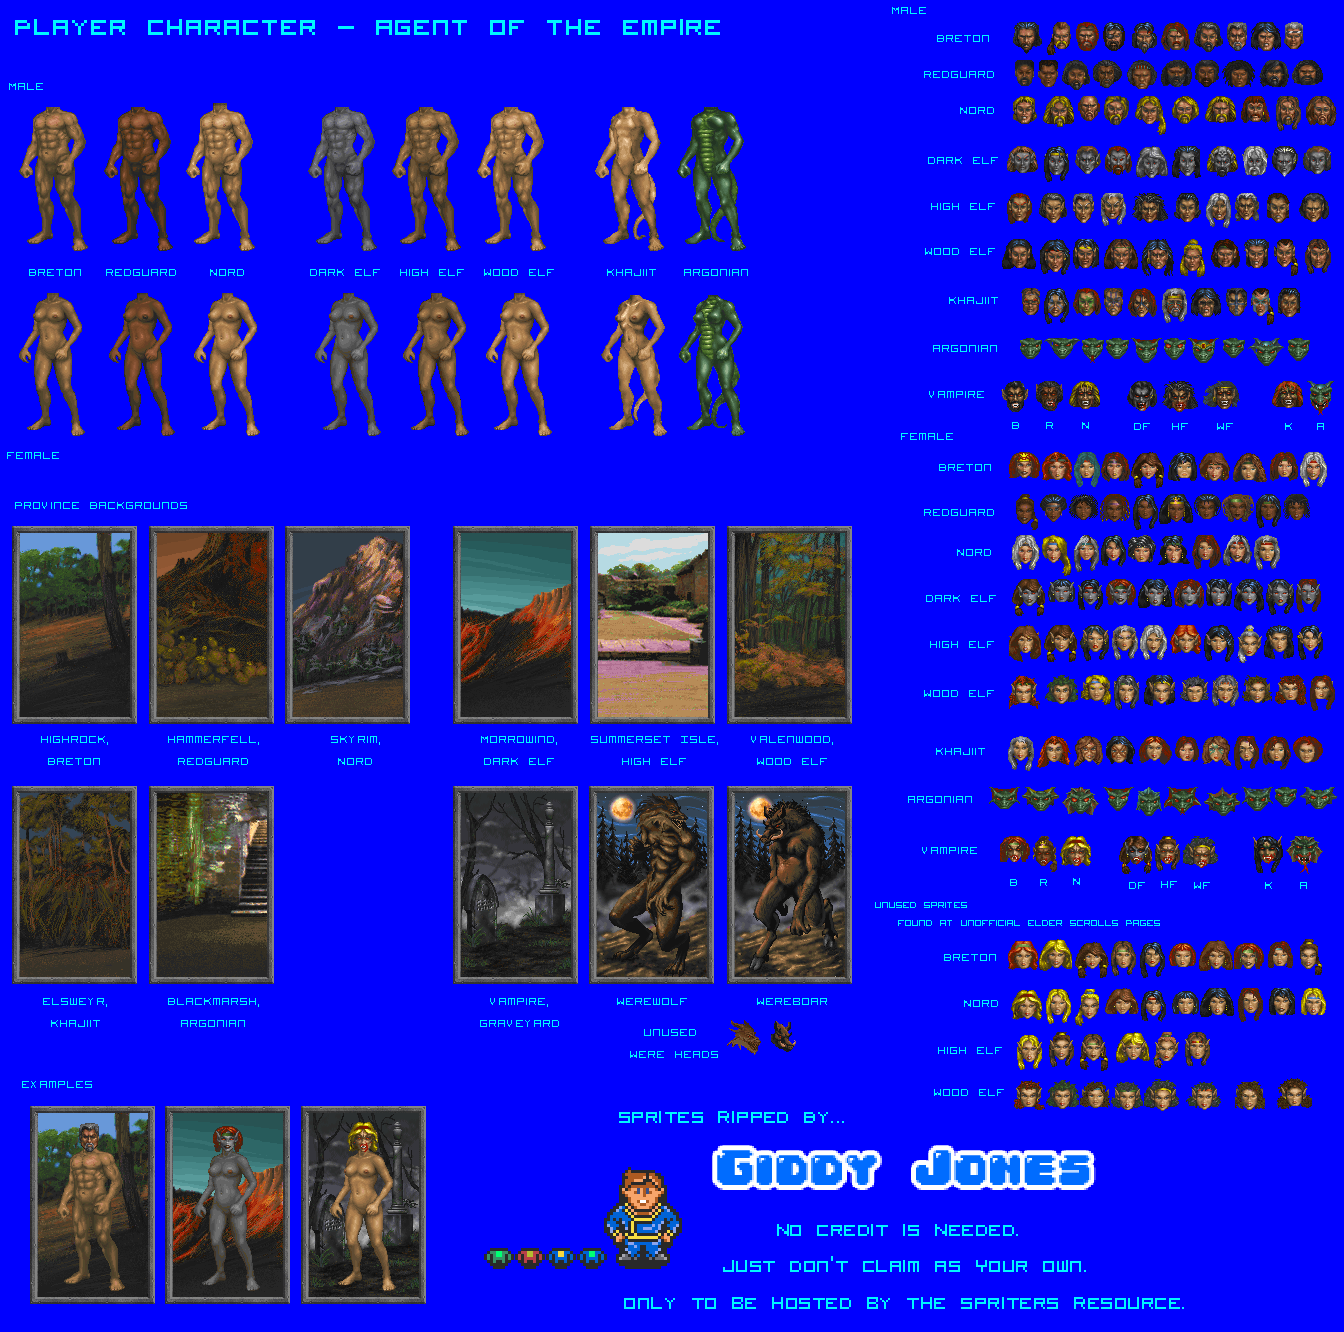 PLAYER CHARACTER - AGENT OF THE EMPIRE
MALE
BRETON REDGUARD NORD DARK ELF HIGH ELF WOOD ELF KHAJIIT ARGONIAN
FEMALE
PROVINCE BACKGROUNDS
HIGHROCK, HAMMERFELL, SKYRIM, MORROWIND, SUMMERSET ISLE, VALENWOOD,
BRETON REDGUARD NORD DARK ELF HIGH ELF WOOD ELF
ELSWEYR, BLACKMARSH, VAMPIRE, WEREWOLF WEREBOAR
KHAJIIT ARGONIAN GRAVEYARD
UNUSED
WERE HEADS
EXAMPLES
MALE
BRETON
REDGUARD
NORD
DARK ELF
HIGH ELF
WOOD ELF
KHAJIIT
ARGONIAN
VAMPIRE
B R N DF HF WF K A
FEMALE
BRETON
REDGUARD
NORD
DARK ELF
HIGH ELF
WOOD ELF
KHAJIIT
ARGONIAN
VAMPIRE
B R N DF HF WF K A
UNUSED SPRITES
FOUND AT UNOFFICIAL ELDER SCROLLS PAGES
BRETON
NORD
HIGH ELF
WOOD ELF
SPRITES RIPPED BY...
GIDDY JONES
NO CREDIT IS NEEDED.
JUST DON'T CLAIM AS YOUR OWN.
ONLY TO BE HOSTED BY THE SPRITERS RESOURCE.